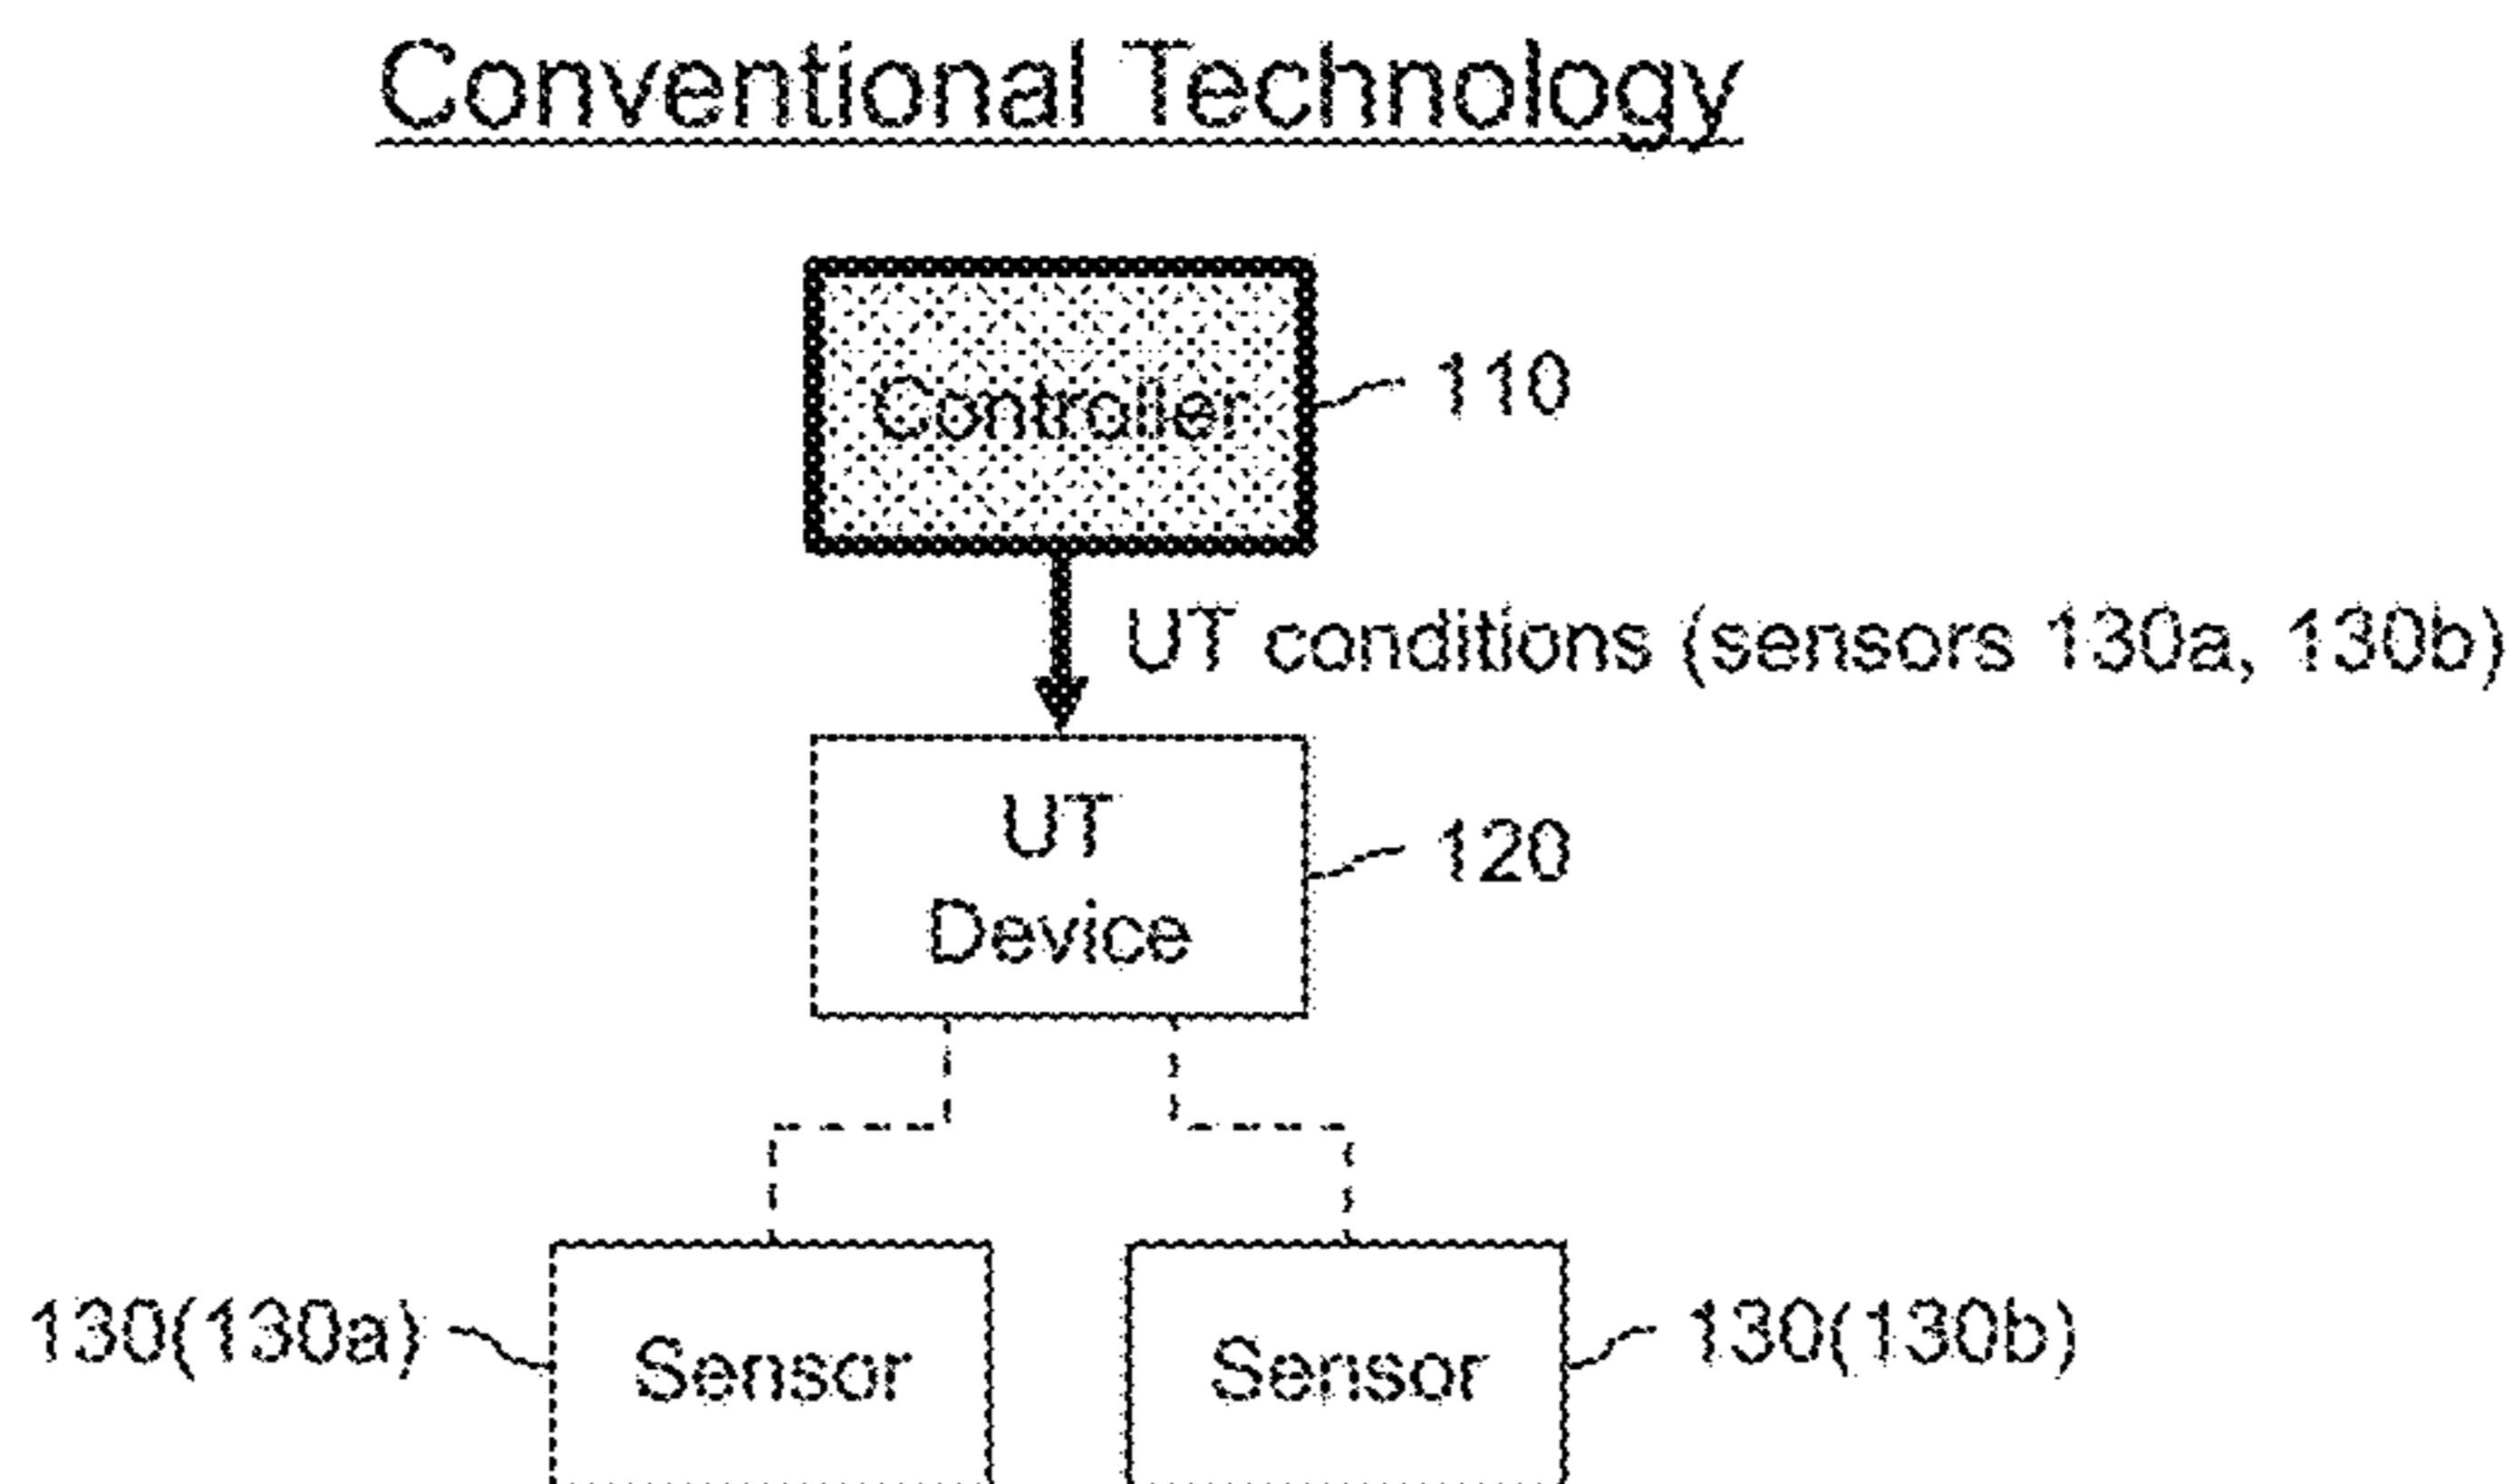 Conventional Technology
Controller
110
UT conditions (sensors 130a, 130b)
UT
Device
120
130(130a)
Sensor
Sensor
130(130b)